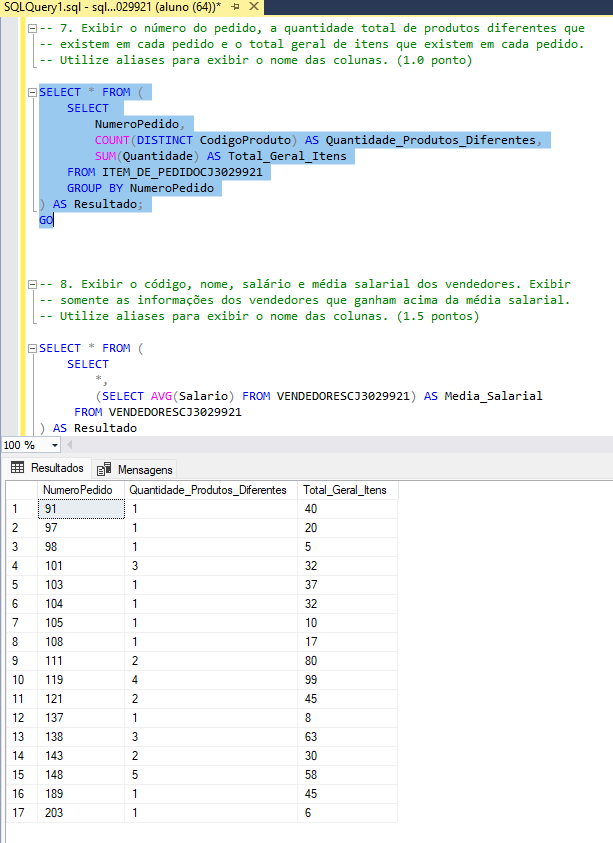 SQLQuery1.sql - sql...029921 (aluno (64))*
-- 7. Exibir o número do pedido, a quantidade total de produtos diferentes que
-- existem em cada pedido e o total geral de itens que existem em cada pedido.
-- Utilize aliases para exibir o nome das colunas. (1.0 ponto)
SELECT * FROM (
SELECT
NumeroPedido,
COUNT(DISTINCT CodigoProduto) AS Quantidade_Produtos_Diferentes,
SUM(Quantidade) AS Total_Geral_Itens
FROM ITEM_DE_PEDIDOCJ3029921
GROUP BY NumeroPedido
) AS Resultado;
GO
-- 8. Exibir o código, nome, salário e média salarial dos vendedores. Exibir
-- somente as informações dos vendedores que ganham acima da média salarial.
-- Utilize aliases para exibir o nome das colunas. (1.5 pontos)
SELECT * FROM (
SELECT
*,
(SELECT AVG(Salario) FROM VENDEDORESCJ3029921) AS Media_Salarial
FROM VENDEDORESCJ3029921
) AS Resultado
100 %
Resultados Mensagens
NumeroPedido Quantidade_Produtos_Diferentes Total_Geral_Itens
1 91 1 40
2 97 1 20
3 98 1 5
4 101 3 32
5 103 1 37
6 104 1 32
7 105 1 10
8 108 1 17
9 111 2 80
10 119 4 99
11 121 2 45
12 137 1 8
13 138 3 63
14 143 2 30
15 148 5 58
16 189 1 45
17 203 1 6